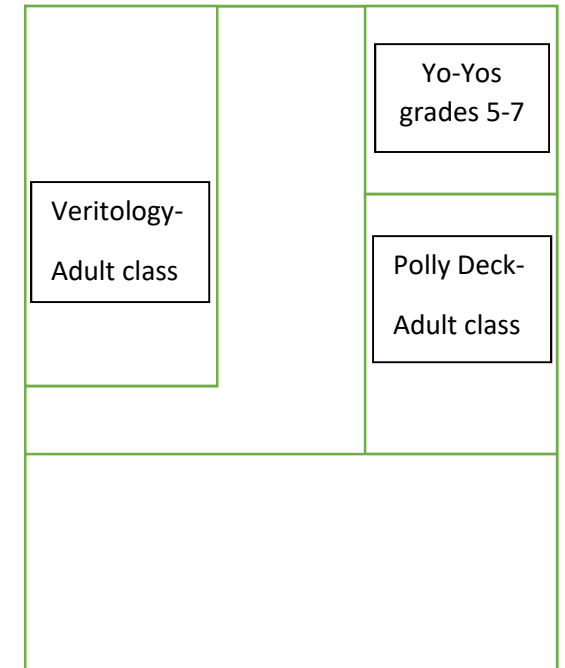 Yo-Yos
grades 5-7
Veritology-
Adult class
Polly Deck-
Adult class